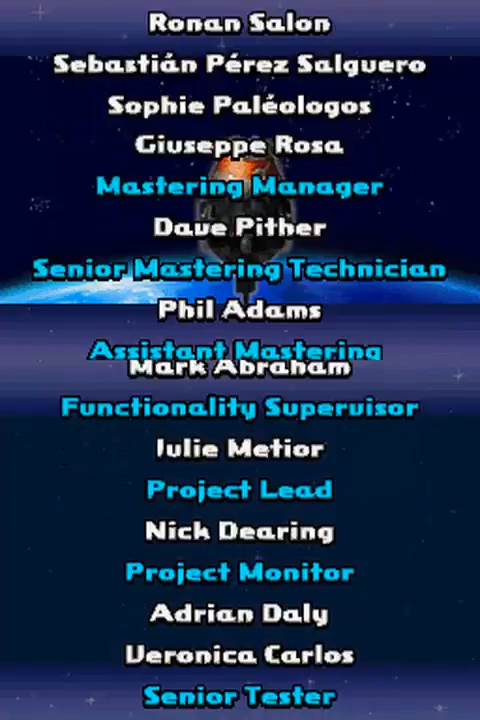 Ronan Salon
Sebastián Pérez Salguero
Sophie Paléologos
Giuseppe Rosa
Mastering Manager
Dave Pither
Senior Mastering Technician
Phil Adams
Assistant Mastering
Mark Abraham
Functionality Supervisor
Julie Metior
Project Lead
Nick Dearing
Project Monitor
Adrian Daly
Veronica Carlos
Senior Tester